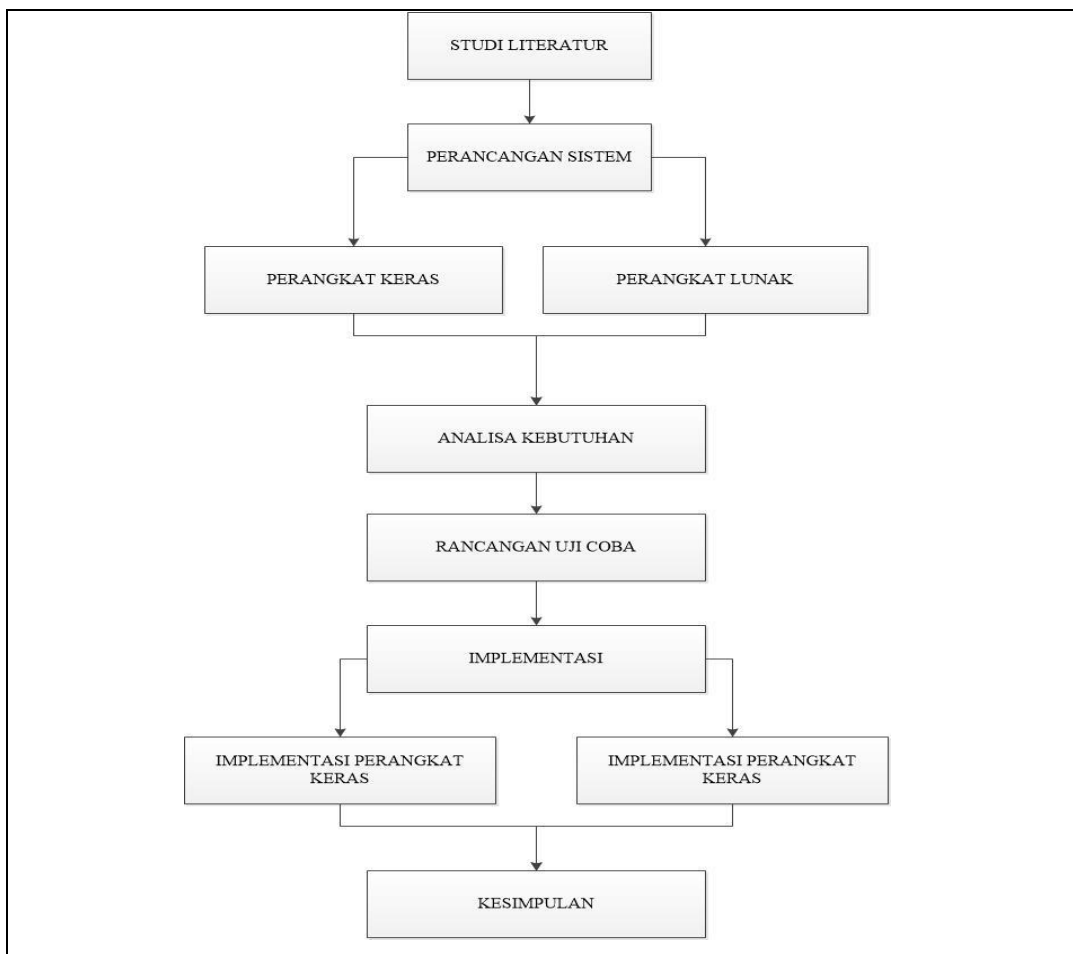 STUDI LITERATUR
PERANCANGAN SISTEM
PERANGKAT KERAS
PERANGKAT LUNAK
ANALISA KEBUTUHAN
RANCANGAN UJI COBA
IMPLEMENTASI
IMPLEMENTASI PERANGKAT
KERAS
IMPLEMENTASI PERANGKAT
KERAS
KESIMPULAN